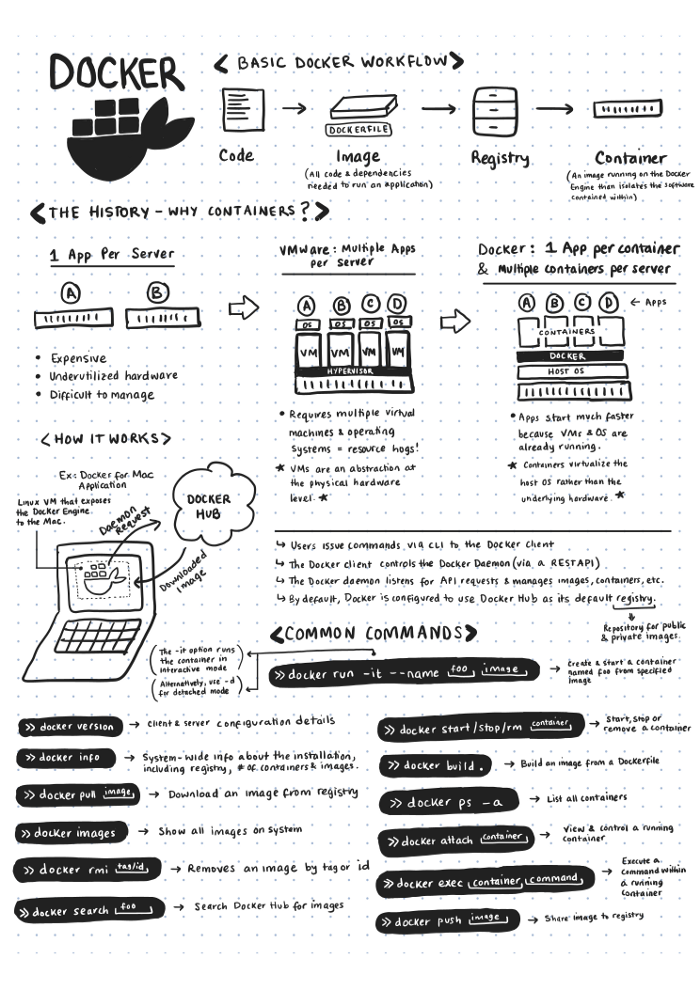 DOCKER
< BASIC DOCKER WORKFLOW >
DOCKERFILE
Code
Image
(All code & dependencies
needed to run an application)
Registry
Container
(An image running on the Docker
Engine than isolates the software
contained within)
< THE HISTORY - WHY CONTAINERS? >
1 App Per Server
A B
• Expensive
• Underutilized hardware
• Difficult to manage
VMWare: Multiple Apps
per Server
A B C D
OS OS OS OS
VM VM VM VM
HYPERVISOR
• Requires multiple virtual
machines & operating
Systems = resource hogs!
★ VMs are an abstraction at
the physical hardware
level. ★
Docker: 1 App per container
& Multiple containers per server
A B C D ← Apps
CONTAINERS
DOCKER
HOST OS
• Apps start much faster
because VMs & OS are
already running.
★ Containers virtualize the
host OS rather than the
underlying hardware. ★
< HOW IT WORKS >
Ex: Docker for Mac
Application
Linux VM that exposes
the Docker Engine
to the Mac.
Daemon
Request
DOCKER
HUB
Downloaded
Image
↳ Users issue commands via CLI to the Docker Client
↳ The Docker client controls the Docker Daemon (via a REST API)
↳ The Docker daemon listens for API requests & manages images, containers, etc.
↳ By default, Docker is configured to use Docker Hub as its default registry.
Repository for public
& private images.
< COMMON COMMANDS >
(The -it option runs
the container in
interactive mode)
(Alternatively, use -d
for detached mode)
>> docker run -it --name foo image → Create & start a container
named foo from specified
image
>> docker version → Client & server configuration details
>> docker info → System-wide info about the installation,
including registry, # of containers & images.
>> docker pull image → Download an image from registry
>> docker images → Show all images on system
>> docker rmi tag/id → Removes an image by tag or id
>> docker search foo → Search Docker Hub for images
>> docker start/stop/rm container → Start, stop or
remove a container
>> docker build . → Build an image from a Dockerfile
>> docker ps -a → List all containers
>> docker attach container → View & control a running
container
>> docker exec container command → Execute a
command within
a running
container
>> docker push image → Share image to registry